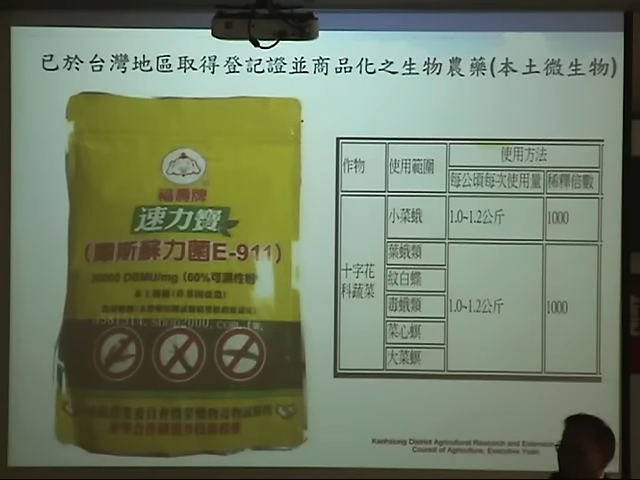 已於台灣地區取得登記證並商品化之生物農藥(本土微生物)
福壽牌
速力寶
(蘇力菌E-911)
DBMU/mg (60%可濕性粉
作物
使用範圍
使用方法
每公頃每次使用量
稀釋倍數
十字花
科蔬菜
小菜蛾
1.0~1.2公斤
1000
葉蛾類
紋白蝶
毒蛾類
菜心螟
大菜螟
1.0~1.2公斤
1000
District Agricultural Research and Extension
Council of Agriculture, Executive Yuan